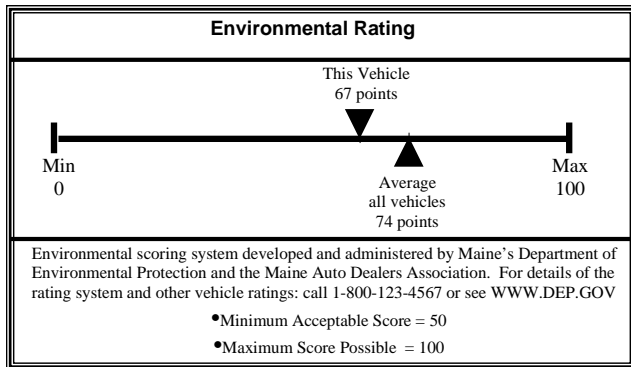 Environmental Rating
This Vehicle
67 points
Min
0
Max
100
Average
all vehicles
74 points
Environmental scoring system developed and administered by Maine's Department of
Environmental Protection and the Maine Auto Dealers Association.  For details of the
rating system and other vehicle ratings: call 1-800-123-4567 or see WWW.DEP.GOV
•Minimum Acceptable Score = 50
•Maximum Score Possible  = 100